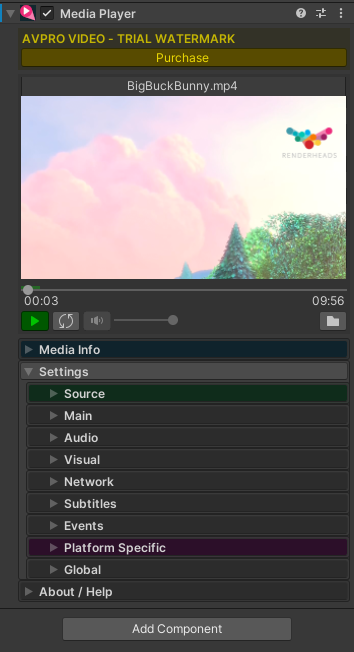 Media Player
AVPRO VIDEO - TRIAL WATERMARK
Purchase
BigBuckBunny.mp4
RENDERHEADS
00:03
09:56
Media Info
Settings
Source
Main
Audio
Visual
Network
Subtitles
Events
Platform Specific
Global
About / Help
Add Component